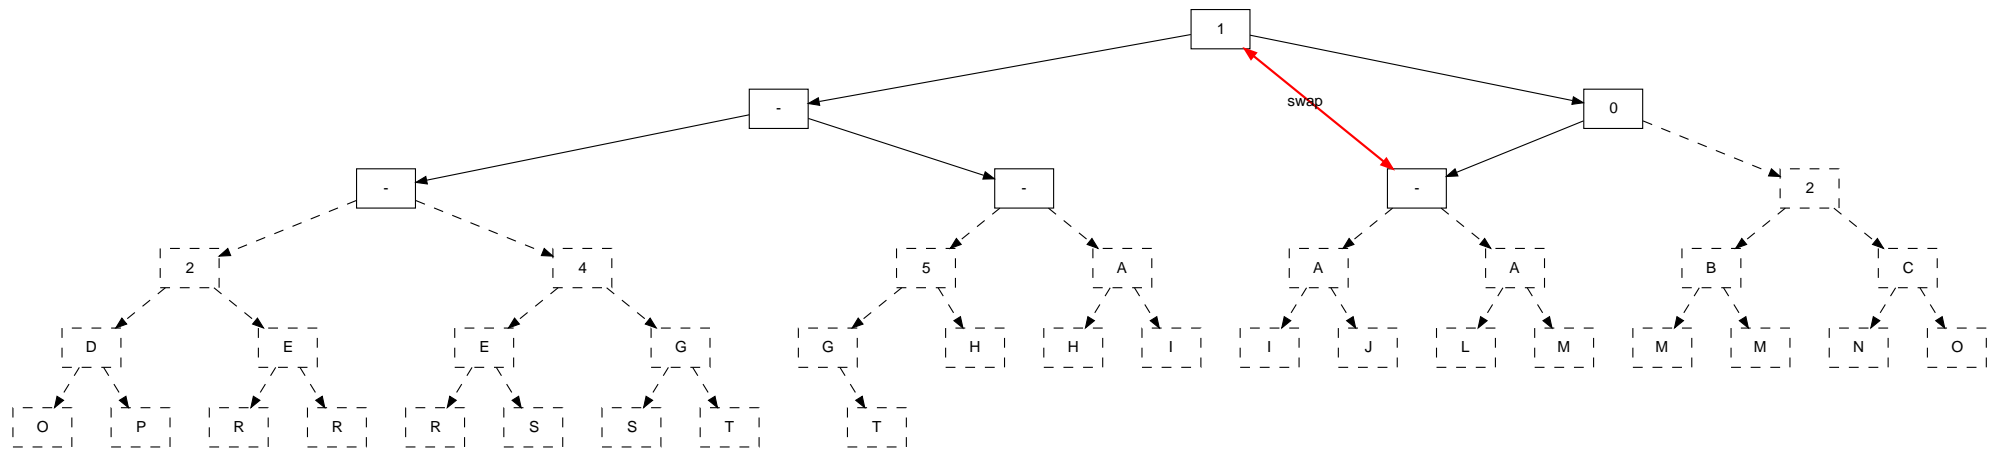 1
swap
- 0
- - - 2
2 4 5 A A A B C
D E E G G H H I I J L M M M N O
O P R R R S S T T